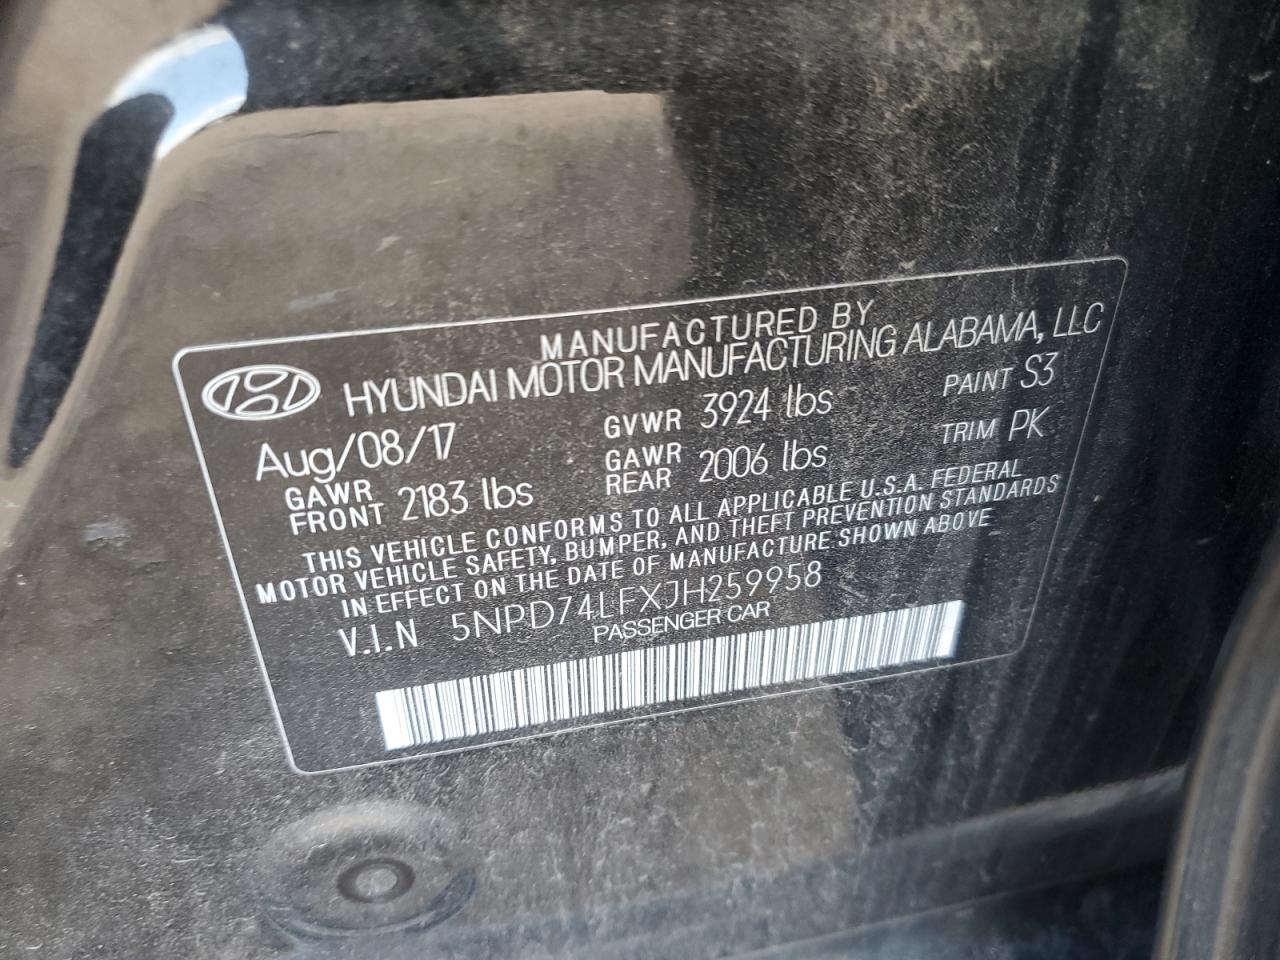 MANUFACTURED BY
HYUNDAI MOTOR MANUFACTURING ALABAMA, LLC
Aug/08/17 GVWR 3924 lbs PAINT S3
GAWR FRONT 2183 lbs GAWR REAR 2006 lbs TRIM PK
THIS VEHICLE CONFORMS TO ALL APPLICABLE U.S.A. FEDERAL
MOTOR VEHICLE SAFETY, BUMPER, AND THEFT PREVENTION STANDARDS
IN EFFECT ON THE DATE OF MANUFACTURE SHOWN ABOVE
V.I.N 5NPD74LFXJH259958
PASSENGER CAR